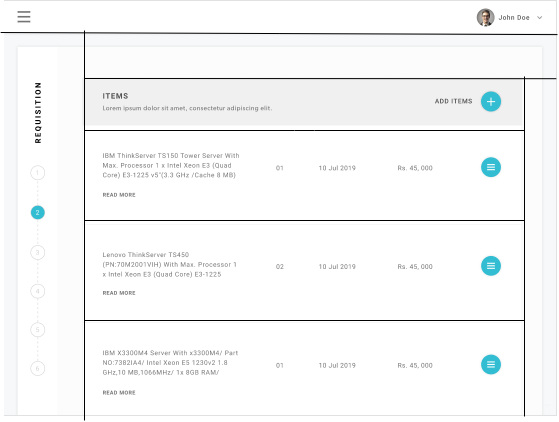 John Doe
REQUISITION
1
2
3
4
5
6
ITEMS
Lorem ipsum dolor sit amet, consectetur adipiscing elit.
ADD ITEMS
IBM ThinkServer TS150 Tower Server With
Max. Processor 1 x Intel Xeon E3 (Quad
Core) E3-1225 v5"(3.3 GHz /Cache 8 MB)
READ MORE
01
10 Jul 2019
Rs. 45, 000
Lenovo ThinkServer TS450
(PN:70M2001VIH) With Max. Processor 1
x Intel Xeon E3 (Quad Core) E3-1225
READ MORE
02
10 Jul 2019
Rs. 45, 000
IBM X3300M4 Server With x3300M4/ Part
NO;7382IA4/ Intel Xeon E5-1230v2 1.8
GHz,10 MB,1066MHz/ 1x 8GB RAM/
READ MORE
01
10 Jul 2019
Rs. 45, 000